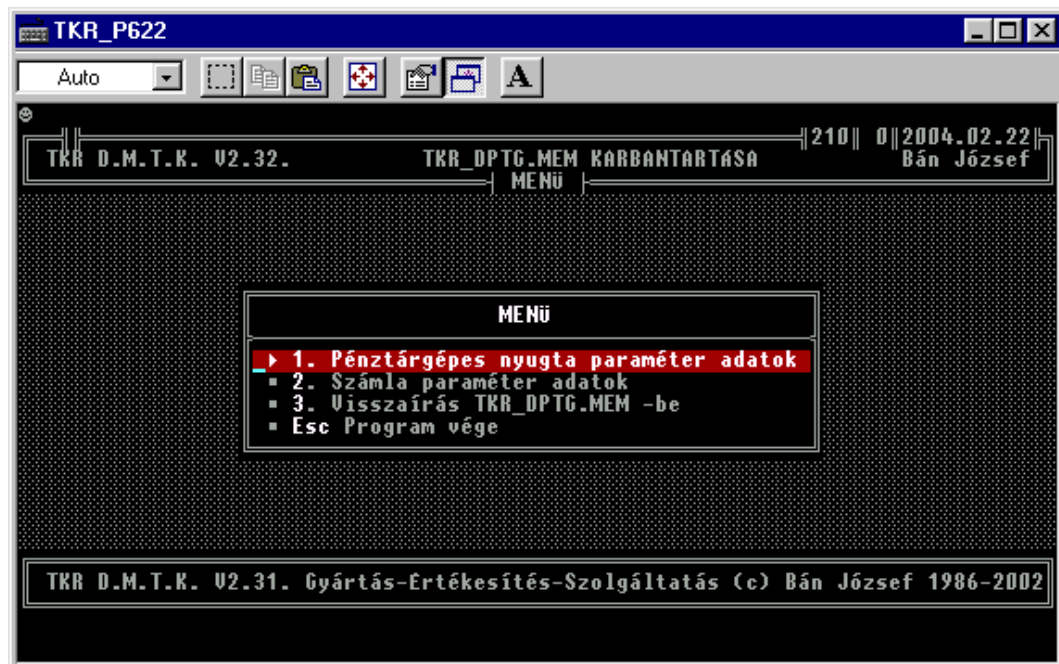 TKR_P622
Auto
A
210 0 2004.02.22
TKR D.M.T.K. V2.32. TKR_DPTG.MEM KARBANTARTáSA Bán József
MENü
MENü
1. Pénztárgépes nyugta paraméter adatok
2. Számla paraméter adatok
3. Visszaírás TKR_DPTG.MEM -be
Esc Program vége
TKR D.M.T.K. V2.31. Gyártás-Értékesítés-Szolgáltatás (c) Bán József 1986-2002